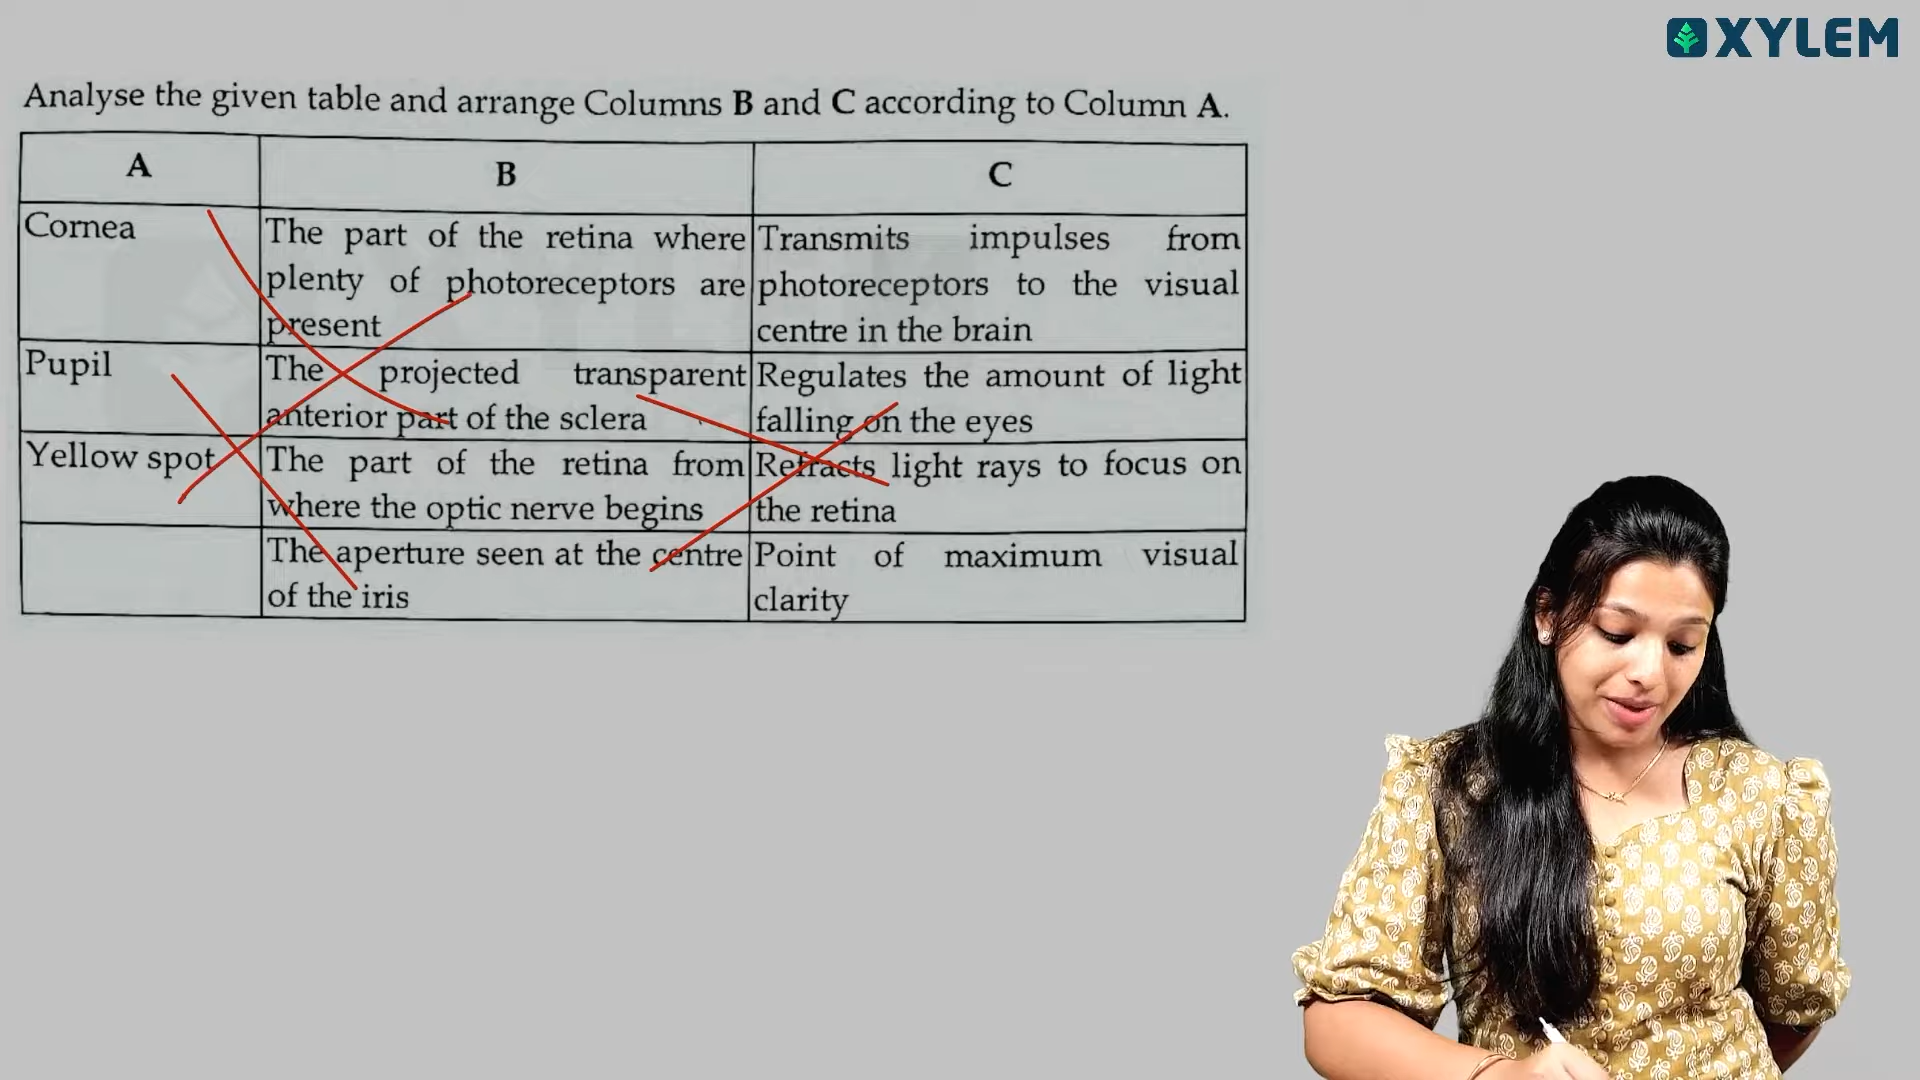 XYLEM
Analyse the given table and arrange Columns B and C according to Column A.
A
B
C
Cornea
The part of the retina where
plenty of photoreceptors are
present
Transmits impulses from
photoreceptors to the visual
centre in the brain
Pupil
The projected transparent
anterior part of the sclera
Regulates the amount of light
falling on the eyes
Yellow spot
The part of the retina from
where the optic nerve begins
Refracts light rays to focus on
the retina
The aperture seen at the centre
of the iris
Point of maximum visual
clarity